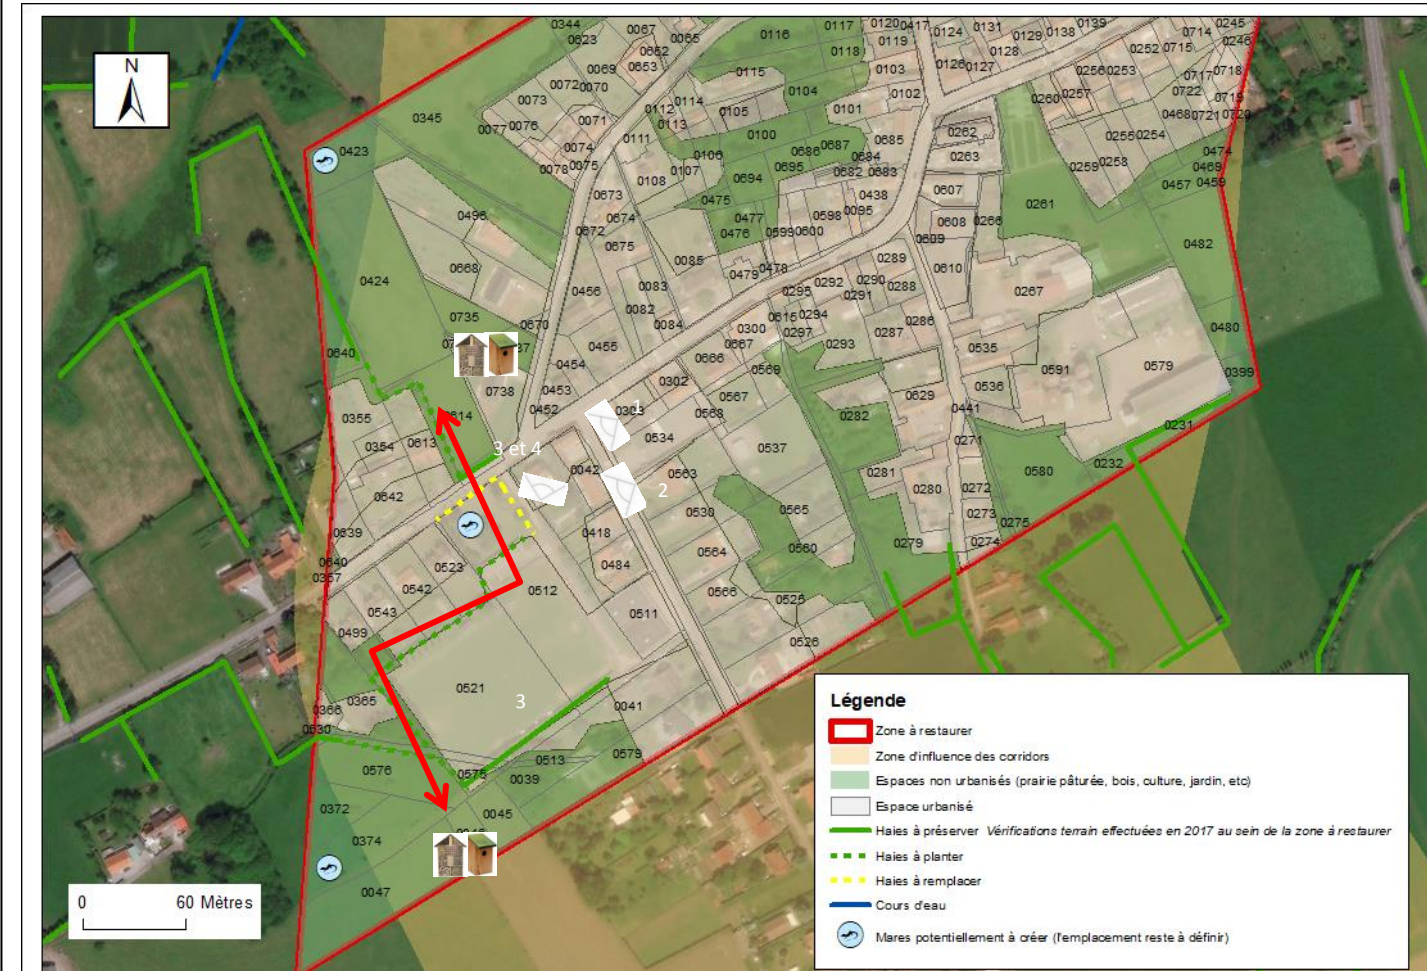 N
0344 0067 0065 0116 0117 0120 0417 0124 0131 0129 0138 0139 0714 0245
0623 0652 0118 0119 0128 0252 0715 0246
0069 0653 0115 0103 0126 0127 0256 0253 0717 0718
0072 0070 0104 0102 0260 0257 0722 0719
0073 0112 0114 0105 0101 0468 0721 0720
0345 0077 0076 0071 0113 0100 0262 0255 0254
0423 0074 0111 0106 0686 0687 0685 0263 0259 0258 0474
0078 0075 0108 0107 0695 0684 0469
0694 0682 0683 0607 0457 0459
0673 0475 0438 0261
0496 0674 0477 0598 0095 0608 0266
0672 0476 0599 0600 0609 0482
0675 0085 0289
0424 0668 0479 0478 0610
0456 0083 0295 0292 0290 0288 0267
0735 0082 0291
0670 0084 0300 0615 0294 0286 0480
0640 0455 0667 0297 0293 0287 0535
0454 0666 0569 0591 0579 0399
0738 0453 0302 0567 0629 0536
0355 0614 0452 0303 1 0568 0282 0441 0231
0354 0613 3 et 4 0534 0537 0271
0042 0563 0281 0580 0232
0642 2 0280 0272
0639 0418 0530 0565 0273 0275
0640 0523 0564 0560 0279 0274
0367 0542 0512 0484
0543 0566 0525
0499 0511 0526
0521 3
0366 0365 0041
0530
0576 0575 0513 0579
0039
0372 0045
0374
0047
0 60 Mètres
Légende
Zone à restaurer
Zone d'influence des corridors
Espaces non urbanisés (prairie pâturée, bois, culture, jardin, etc)
Espace urbanisé
Haies à préserver Vérifications terrain effectuées en 2017 au sein de la zone à restaurer
Haies à planter
Haies à remplacer
Cours d'eau
Mares potentiellement à créer (l'emplacement reste à définir)